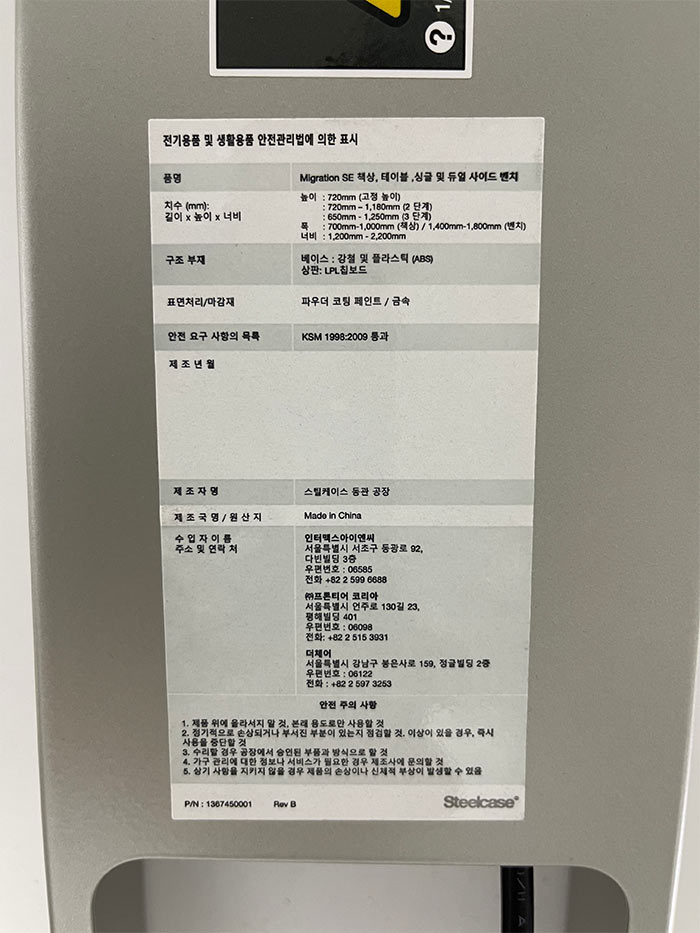 ? 1/
전기용품 및 생활용품 안전관리법에 의한 표시
품명 Migration SE 책상, 테이블 ,싱글 및 듀얼 사이드 벤치
치수 (mm): 높이 : 720mm (고정 높이)
길이 x 높이 x 너비 : 720mm – 1,180mm (2 단계)
: 650mm - 1,250mm (3 단계)
폭 : 700mm-1,000mm (책상) / 1,400mm-1,800mm (벤치)
너비 : 1,200mm - 2,200mm
구조 부재 베이스 : 강철 및 플라스틱 (ABS)
상판: LPL칩보드
표면처리/마감재 파우더 코팅 페인트 / 금속
안전 요구 사항의 목록 KSM 1998:2009 통과
제 조 년 월
제 조 자 명 스틸케이스 동관 공장
제 조 국 명 / 원 산 지 Made in China
수 입 자 이 름 인터맥스아이엔씨
주소 및 연락 처 서울특별시 서초구 동광로 92,
다빈빌딩 3층
우편번호 : 06585
전화 +82 2 599 6688
㈜프론티어 코리아
서울특별시 언주로 130길 23,
평해빌딩 401
우편번호 : 06098
전화: +82 2 515 3931
더체어
서울특별시 강남구 봉은사로 159, 정글빌딩 2층
우편번호 : 06122
전화 : +82 2 597 3253
안전 주의 사항
1. 제품 위에 올라서지 말 것, 본래 용도로만 사용할 것
2. 정기적으로 손상되거나 부서진 부분이 있는지 점검할 것. 이상이 있을 경우, 즉시
사용을 중단할 것
3. 수리할 경우 공장에서 승인된 부품과 방식으로 할 것
4. 가구 관리에 대한 정보나 서비스가 필요한 경우 제조사에 문의할 것
5. 상기 사항을 지키지 않을 경우 제품의 손상이나 신체적 부상이 발생할 수 있음
P/N : 1367450001 Rev B Steelcase®